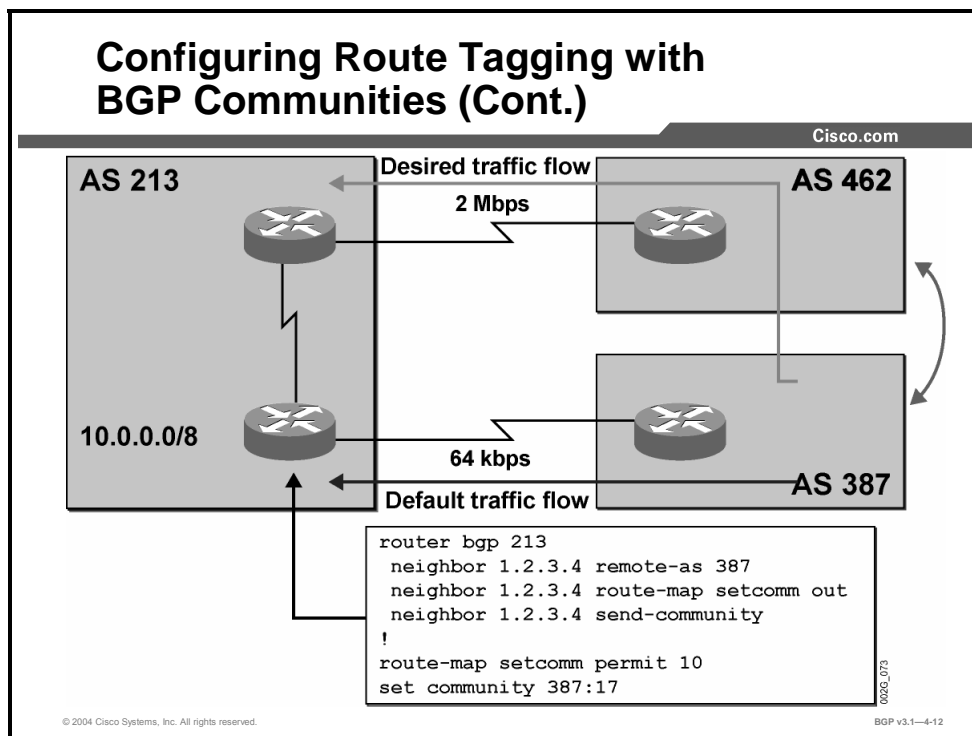 Configuring Route Tagging with
BGP Communities (Cont.)
Cisco.com
AS 213
Desired traffic flow
AS 462
2 Mbps
10.0.0.0/8
64 kbps
Default traffic flow
AS 387
router bgp 213
 neighbor 1.2.3.4 remote-as 387
 neighbor 1.2.3.4 route-map setcomm out
 neighbor 1.2.3.4 send-community
!
route-map setcomm permit 10
set community 387:17
002G_073
© 2004 Cisco Systems, Inc. All rights reserved.
BGP v3.1—4-12